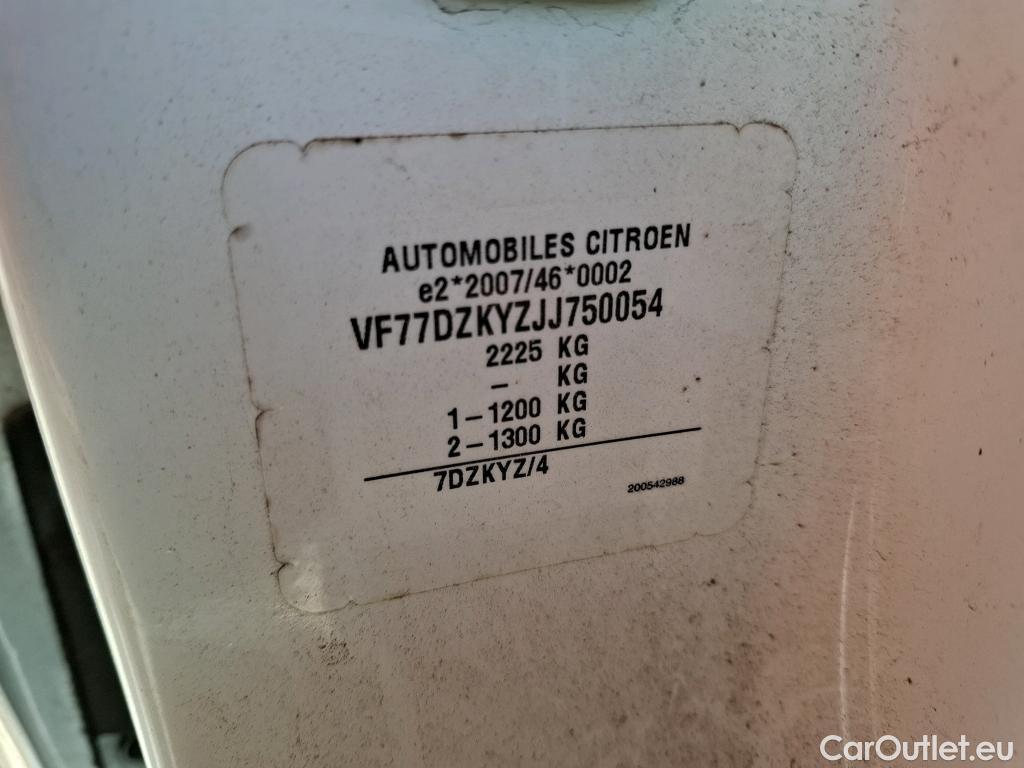 AUTOMOBILES CITROEN
e2*2007/46*0002
VF77DZKYZJJ750054
2225 KG
– KG
1–1200 KG
2–1300 KG
7DZKYZ/4
200542988
CarOutlet.eu